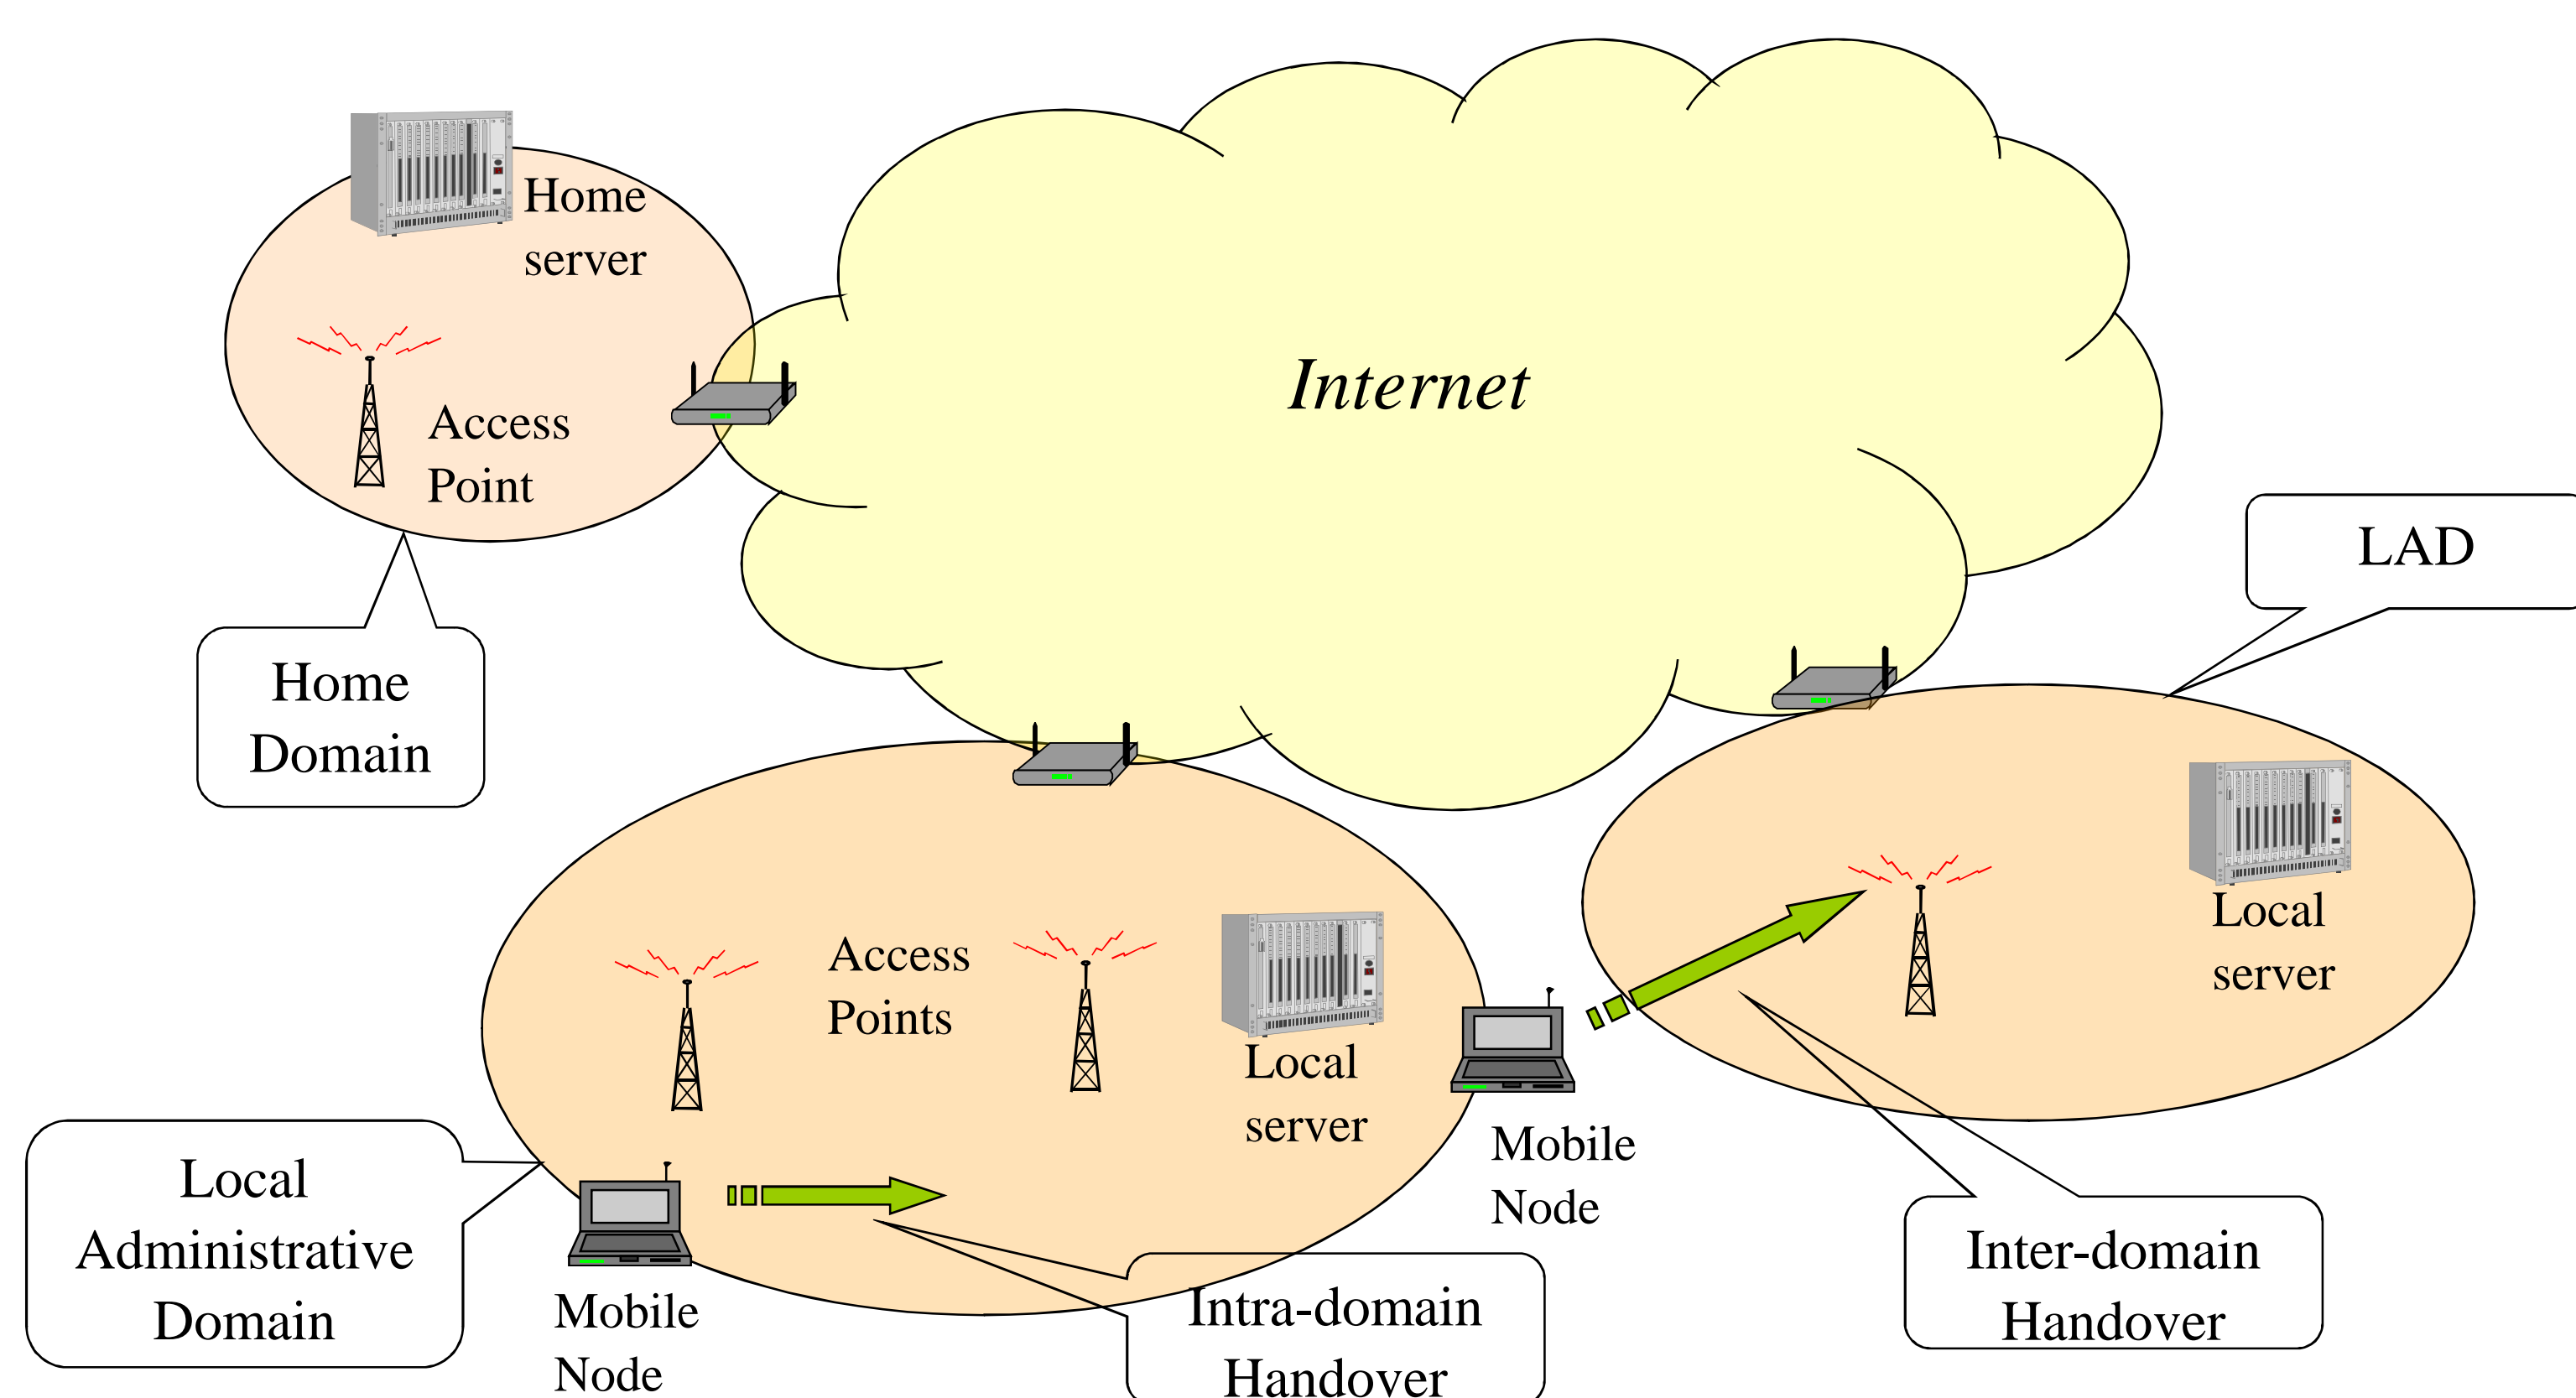 Home
server
Access
Point
Internet
LAD
Home
Domain
Local
server
Access
Points
Local
server
Mobile
Node
Local
Administrative
Domain
Mobile
Node
Intra-domain
Handover
Inter-domain
Handover